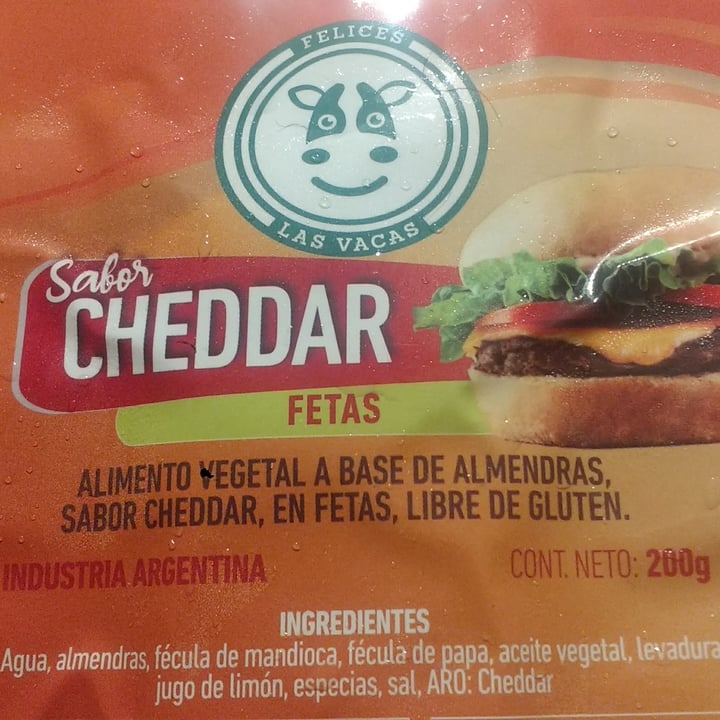 FELICES
LAS VACAS
Sabor
CHEDDAR
FETAS
ALIMENTO VEGETAL A BASE DE ALMENDRAS,
SABOR CHEDDAR, EN FETAS, LIBRE DE GLUTEN.
INDUSTRIA ARGENTINA
CONT. NETO: 200g
INGREDIENTES
Agua, almendras, fécula de mandioca, fécula de papa, aceite vegetal, levadura
jugo de limón, especias, sal, ARO: Cheddar